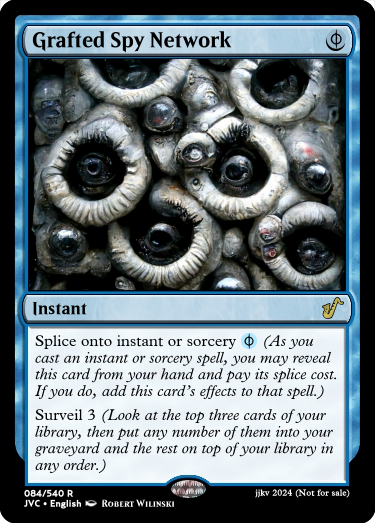 Grafted Spy Network
Instant
Splice onto instant or sorcery (As you
cast an instant or sorcery spell, you may reveal
this card from your hand and pay its splice cost.
If you do, add this card's effects to that spell.)
Surveil 3 (Look at the top three cards of your
library, then put any number of them into your
graveyard and the rest on top of your library in
any order.)
084/540 R
JVC • English Robert Wilinski
jjkv 2024 (Not for sale)